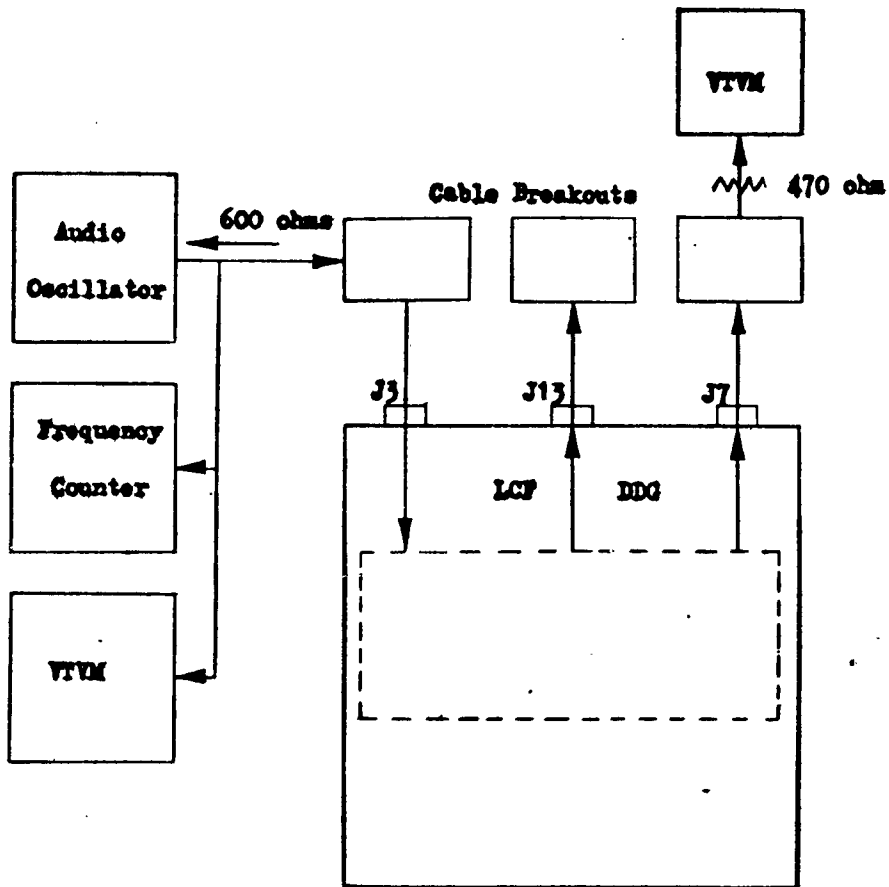 VTVM
470 ohm
Cable Breakouts
600 ohms
Audio
Oscillator
J3
J13
J7
Frequency
Counter
LCF DDG
VTVM